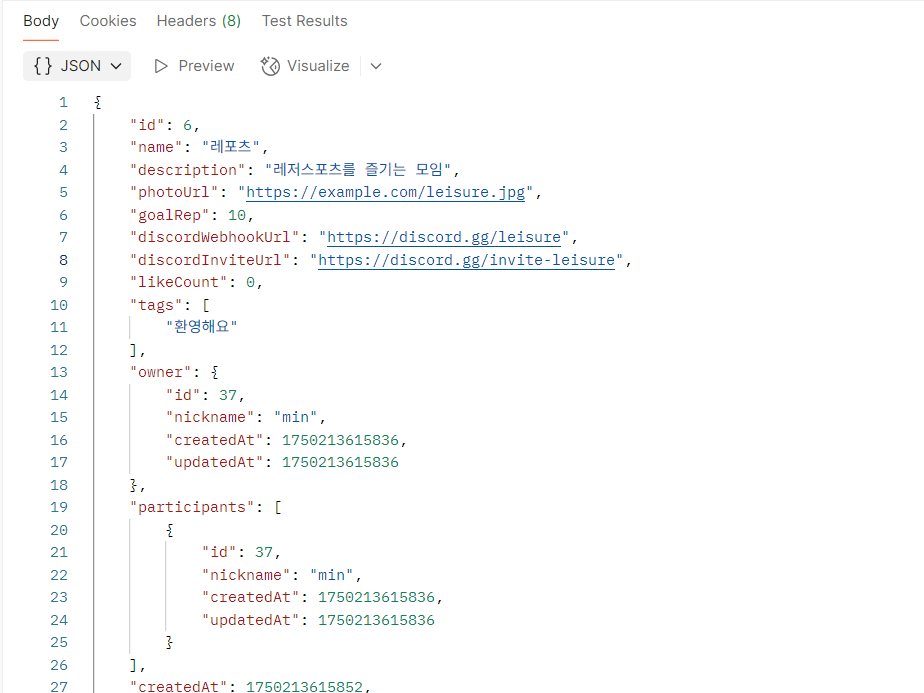 Body Cookies Headers (8) Test Results
{} JSON Preview Visualize
1 {
2 "id": 6,
3 "name": "레포츠",
4 "description": "레저스포츠를 즐기는 모임",
5 "photoUrl": "https://example.com/leisure.jpg",
6 "goalRep": 10,
7 "discordWebhookUrl": "https://discord.gg/leisure",
8 "discordInviteUrl": "https://discord.gg/invite-leisure",
9 "likeCount": 0,
10 "tags": [
11 "환영해요"
12 ],
13 "owner": {
14 "id": 37,
15 "nickname": "min",
16 "createdAt": 1750213615836,
17 "updatedAt": 1750213615836
18 },
19 "participants": [
20 {
21 "id": 37,
22 "nickname": "min",
23 "createdAt": 1750213615836,
24 "updatedAt": 1750213615836
25 }
26 ],
27 "createdAt": 1750213615852,